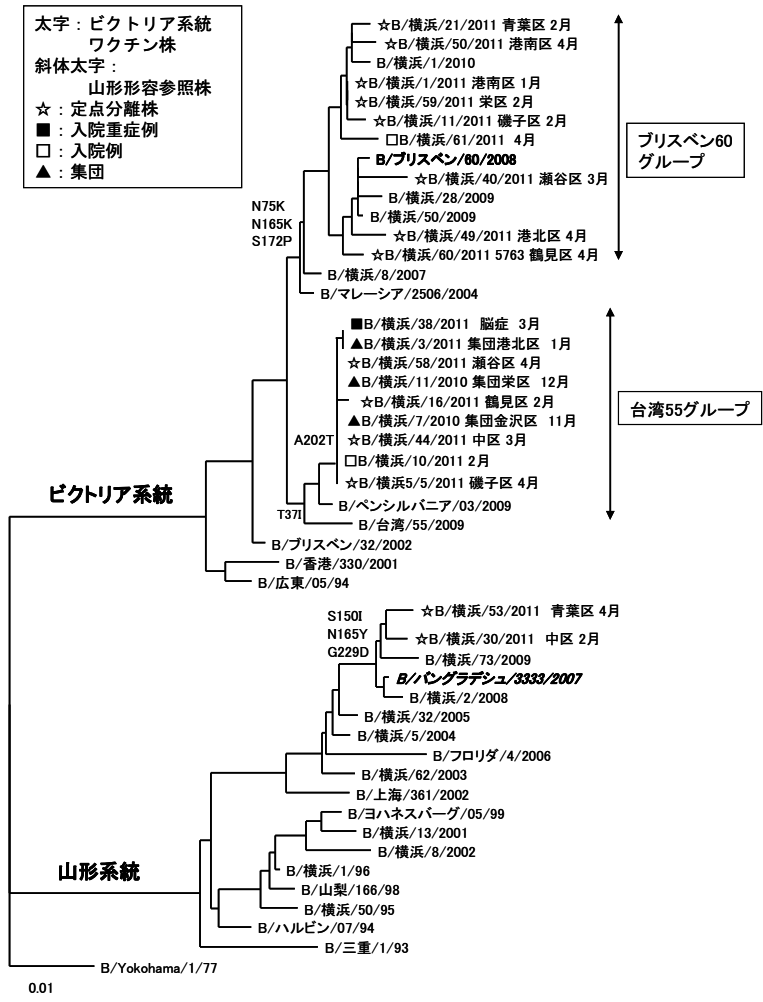 太字：ビクトリア系統
ワクチン株
斜体太字：
山形形容参照株
☆：定点分離株
■：入院重症例
□：入院例
▲：集団
☆B/横浜/21/2011 青葉区 2月
☆B/横浜/50/2011 港南区 4月
B/横浜/1/2010
☆B/横浜/1/2011 港南区 1月
☆B/横浜/59/2011 栄区 2月
☆B/横浜/11/2011 磯子区 2月
□B/横浜/61/2011 4月
B/ブリスベン/60/2008
☆B/横浜/40/2011 瀬谷区 3月
B/横浜/28/2009
B/横浜/50/2009
☆B/横浜/49/2011 港北区 4月
☆B/横浜/60/2011 5763 鶴見区 4月
B/横浜/8/2007
B/マレーシア/2506/2004
N75K
N165K
S172P
ブリスベン60
グループ
■B/横浜/38/2011 脳症 3月
▲B/横浜/3/2011 集団港北区 1月
☆B/横浜/58/2011 瀬谷区 4月
▲B/横浜/11/2010 集団栄区 12月
☆B/横浜/16/2011 鶴見区 2月
▲B/横浜/7/2010 集団金沢区 11月
☆B/横浜/44/2011 中区 3月
□B/横浜/10/2011 2月
☆B/横浜5/5/2011 磯子区 4月
B/ペンシルバニア/03/2009
B/台湾/55/2009
A202T
T37I
台湾55グループ
ビクトリア系統
B/ブリスベン/32/2002
B/香港/330/2001
B/広東/05/94
S150I
N165Y
G229D
☆B/横浜/53/2011 青葉区 4月
☆B/横浜/30/2011 中区 2月
B/横浜/73/2009
B/バングラデシュ/3333/2007
B/横浜/2/2008
B/横浜/32/2005
B/横浜/5/2004
B/フロリダ/4/2006
B/横浜/62/2003
B/上海/361/2002
B/ヨハネスバーグ/05/99
B/横浜/13/2001
B/横浜/8/2002
山形系統
B/横浜/1/96
B/山梨/166/98
B/横浜/50/95
B/ハルビン/07/94
B/三重/1/93
B/Yokohama/1/77
0.01